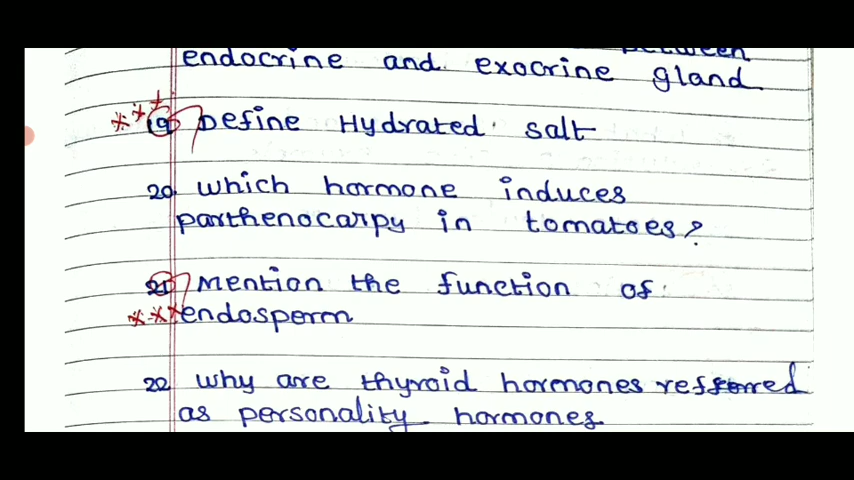 between
endocrine and exocrine gland
*** 19 Define Hydrated salt
20. which hormone induces
parthenocarpy in tomatoes?
21 Mention the function of
*** endosperm
22. why are thyroid hormones referred
as personality hormones